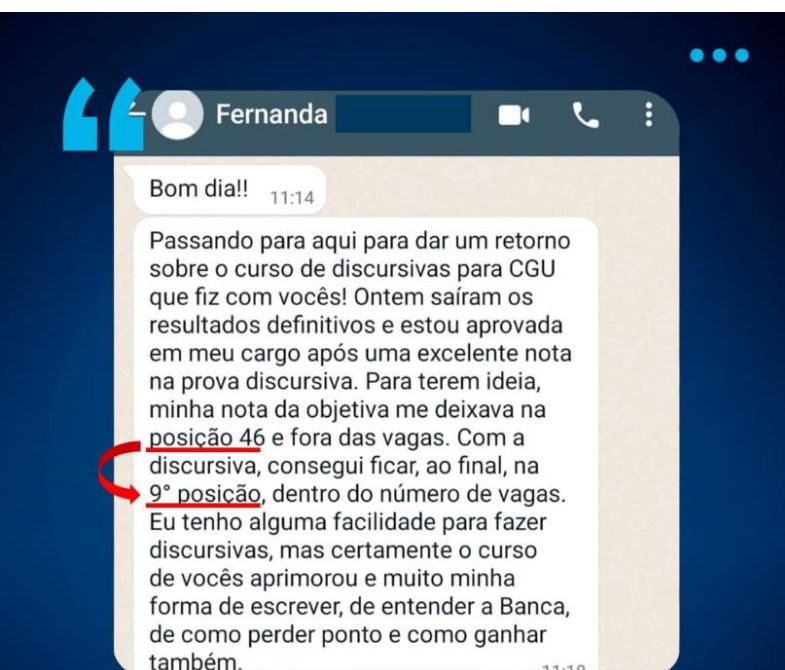 Fernanda
Bom dia!! 11:14
Passando para aqui para dar um retorno
sobre o curso de discursivas para CGU
que fiz com vocês! Ontem saíram os
resultados definitivos e estou aprovada
em meu cargo após uma excelente nota
na prova discursiva. Para terem ideia,
minha nota da objetiva me deixava na
posição 46 e fora das vagas. Com a
discursiva, consegui ficar, ao final, na
9° posição, dentro do número de vagas.
Eu tenho alguma facilidade para fazer
discursivas, mas certamente o curso
de vocês aprimorou e muito minha
forma de escrever, de entender a Banca,
de como perder ponto e como ganhar
também. 11:18